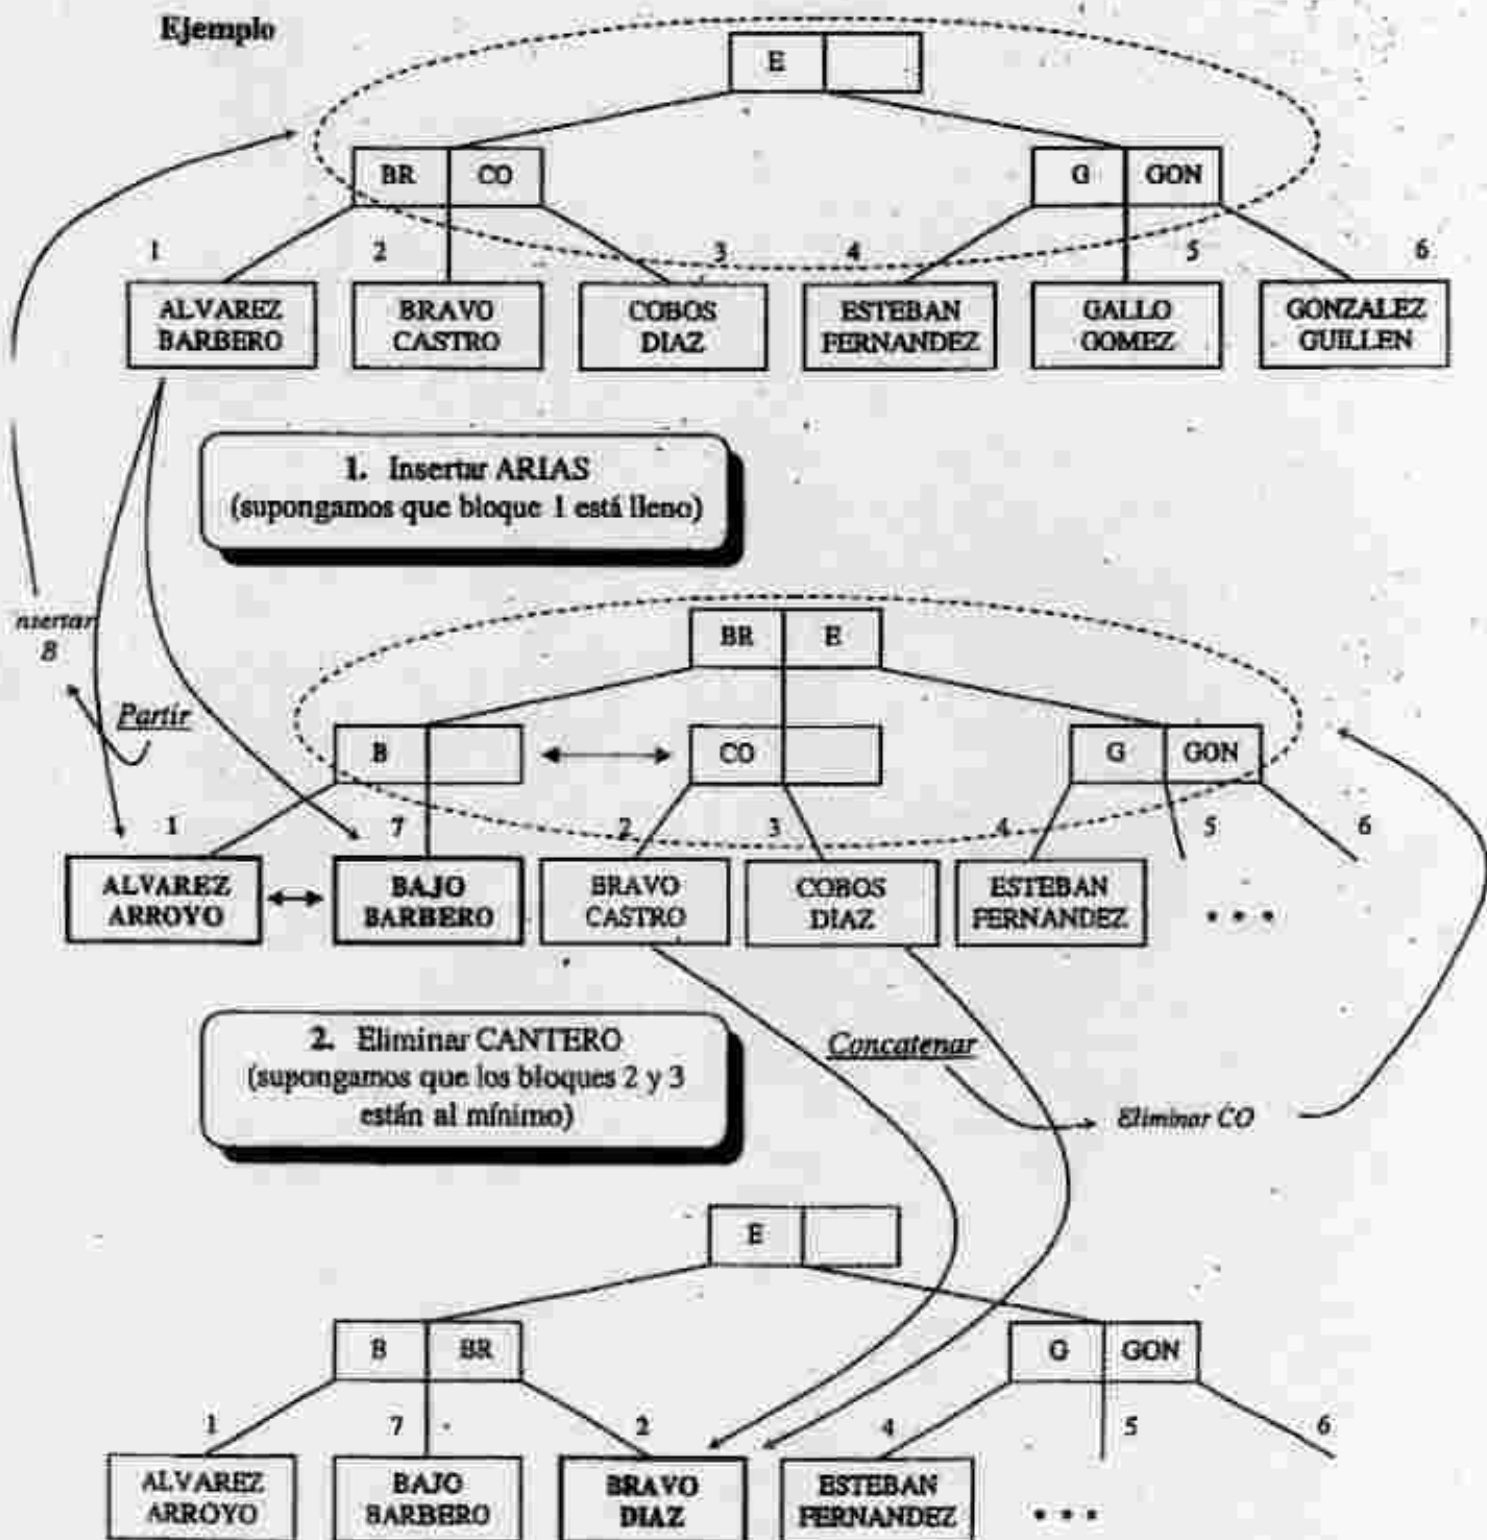 Ejemplo
E
BR CO
G GON
1 2 3 4 5 6
ALVAREZ BARBERO
BRAVO CASTRO
COBOS DIAZ
ESTEBAN FERNANDEZ
GALLO GOMEZ
GONZALEZ GUILLEN
1. Insertar ARIAS
(supongamos que bloque 1 está lleno)
nsertar
B
Partir
BR E
B
CO
G GON
1 7 2 3 4 5 6
ALVAREZ ARROYO
BAJO BARBERO
BRAVO CASTRO
COBOS DIAZ
ESTEBAN FERNANDEZ
• • •
2. Eliminar CANTERO
(supongamos que los bloques 2 y 3
están al mínimo)
Concatenar
Eliminar CO
E
B BR
G GON
1 7 2 4 5 6
ALVAREZ ARROYO
BAJO BARBERO
BRAVO DIAZ
ESTEBAN FERNANDEZ
• • •